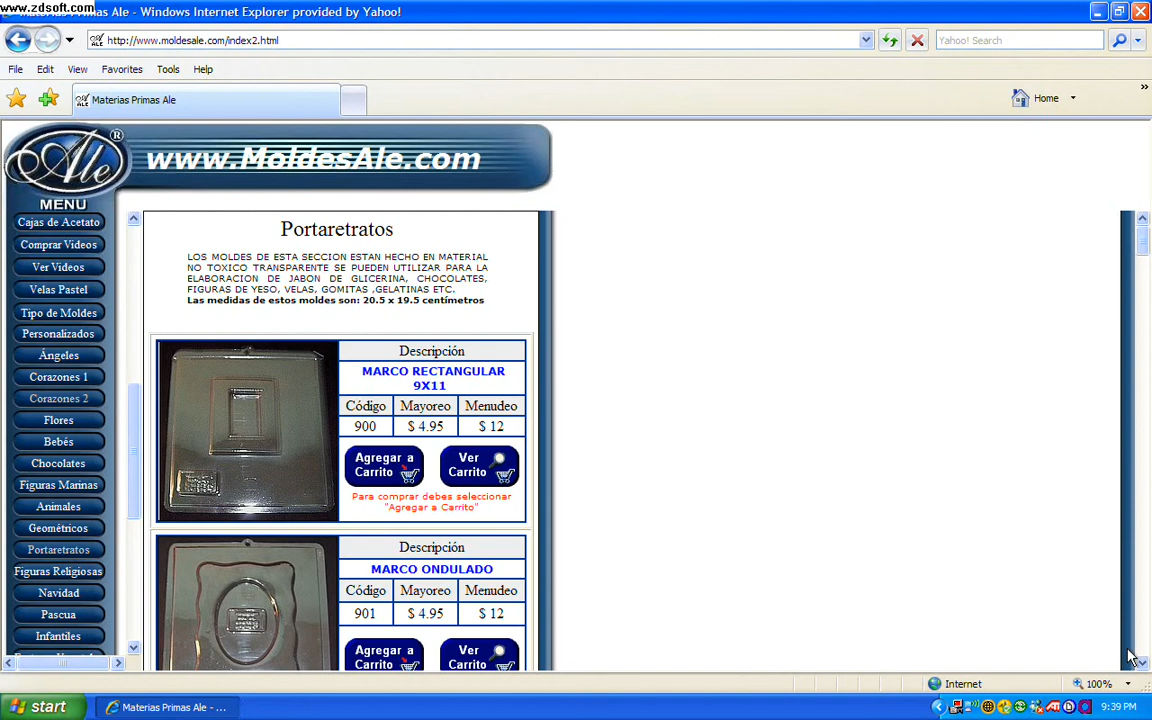 www.zdsoft.com
Materias Primas Ale - Windows Internet Explorer provided by Yahoo!
http://www.moldesale.com/index2.html
Yahoo! Search
File Edit View Favorites Tools Help
Materias Primas Ale
Home
Ale ®
www.MoldesAle.com
MENU
Cajas de Acetato
Comprar Videos
Ver Videos
Velas Pastel
Tipo de Moldes
Personalizados
Ángeles
Corazones 1
Corazones 2
Flores
Bebés
Chocolates
Figuras Marinas
Animales
Geométricos
Portaretratos
Figuras Religiosas
Navidad
Pascua
Infantiles
Portaretratos
LOS MOLDES DE ESTA SECCION ESTAN HECHO EN MATERIAL
NO TOXICO TRANSPARENTE SE PUEDEN UTILIZAR PARA LA
ELABORACION DE JABON DE GLICERINA, CHOCOLATES,
FIGURAS DE YESO, VELAS, GOMITAS ,GELATINAS ETC.
Las medidas de estos moldes son: 20.5 x 19.5 centímetros
Descripción
MARCO RECTANGULAR
9X11
Código Mayoreo Menudeo
900 $ 4.95 $ 12
Agregar a Carrito
Ver Carrito
Para comprar debes seleccionar
"Agregar a Carrito"
Descripción
MARCO ONDULADO
Código Mayoreo Menudeo
901 $ 4.95 $ 12
Agregar a Carrito
Ver Carrito
Internet
100%
start
Materias Primas Ale - ...
9:39 PM